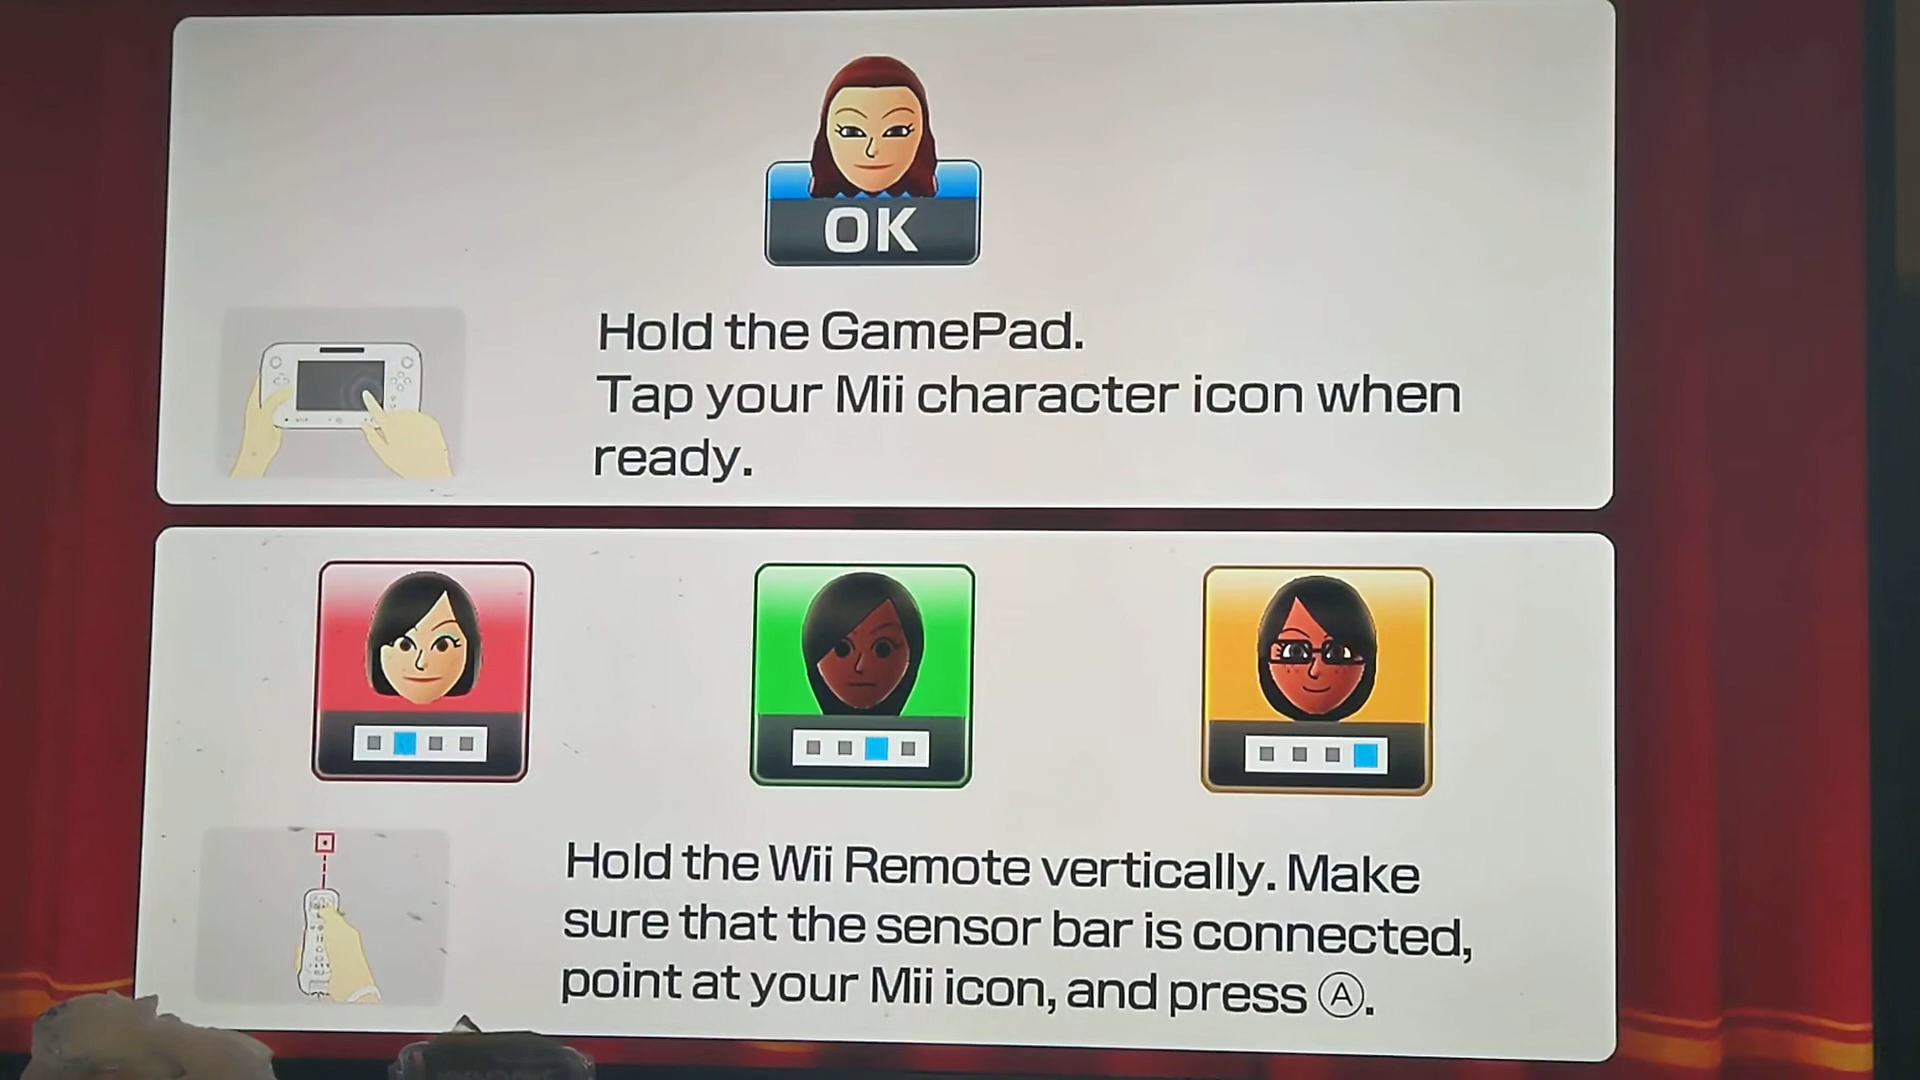 OK
Hold the GamePad.
Tap your Mii character icon when
ready.
Hold the Wii Remote vertically. Make
sure that the sensor bar is connected,
point at your Mii icon, and press Ⓐ.